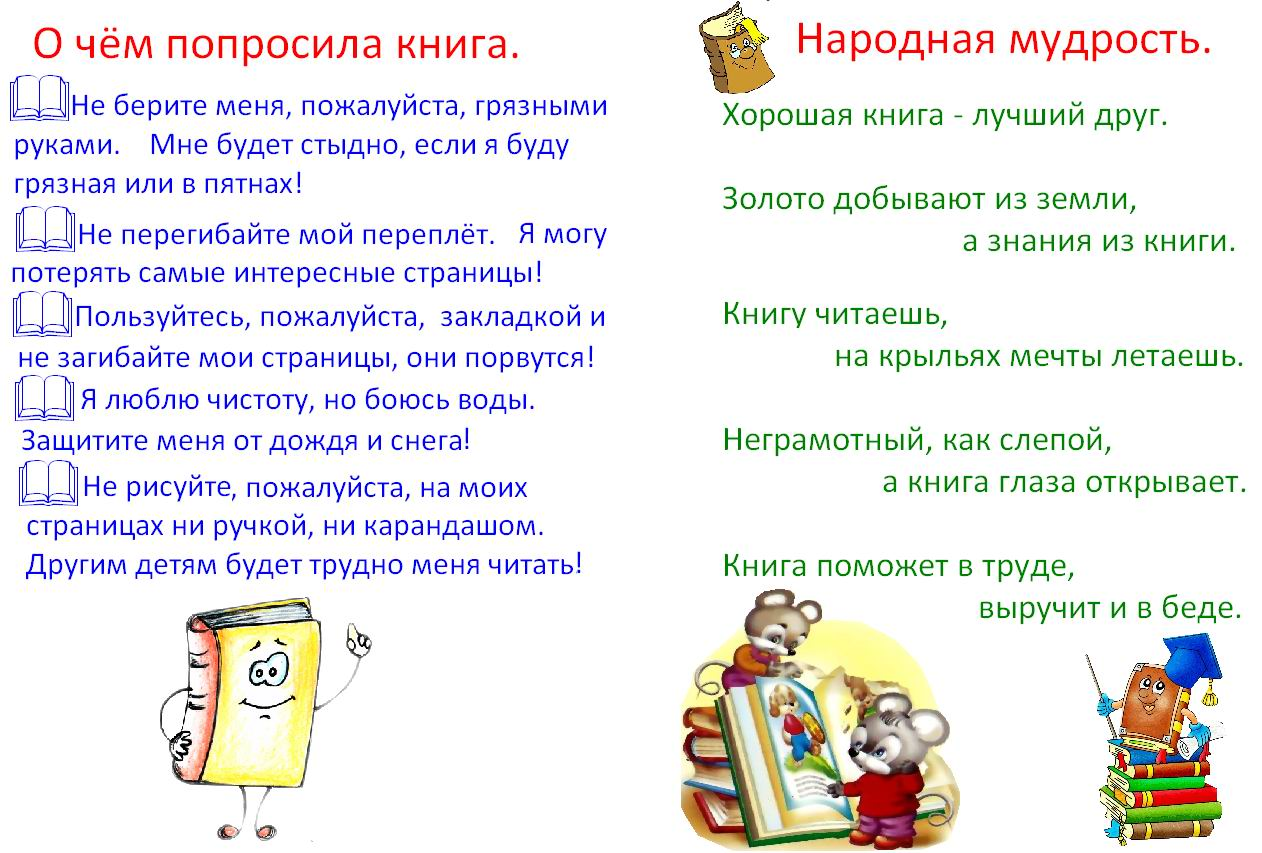 О чём попросила книга.
Не берите меня, пожалуйста, грязными
руками. Мне будет стыдно, если я буду
грязная или в пятнах!
Не перегибайте мой переплёт. Я могу
потерять самые интересные страницы!
Пользуйтесь, пожалуйста, закладкой и
не загибайте мои страницы, они порвутся!
Я люблю чистоту, но боюсь воды.
Защитите меня от дождя и снега!
Не рисуйте, пожалуйста, на моих
страницах ни ручкой, ни карандашом.
Другим детям будет трудно меня читать!
Народная мудрость.
Хорошая книга - лучший друг.
Золото добывают из земли,
а знания из книги.
Книгу читаешь,
на крыльях мечты летаешь.
Неграмотный, как слепой,
а книга глаза открывает.
Книга поможет в труде,
выручит и в беде.